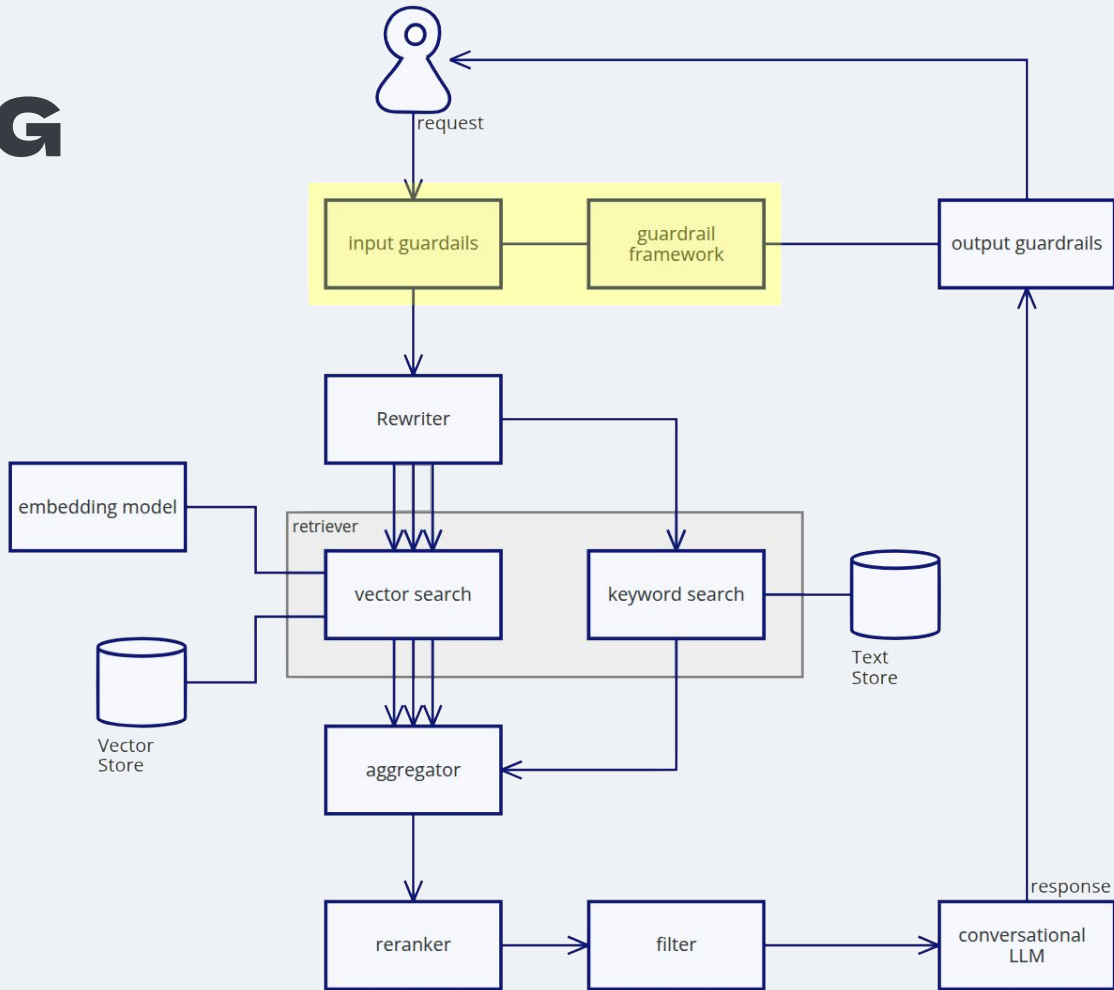 G
request
input guardails
guardrail
framework
output guardrails
Rewriter
embedding model
retriever
vector search
keyword search
Text
Store
Vector
Store
aggregator
response
reranker
filter
conversational
LLM